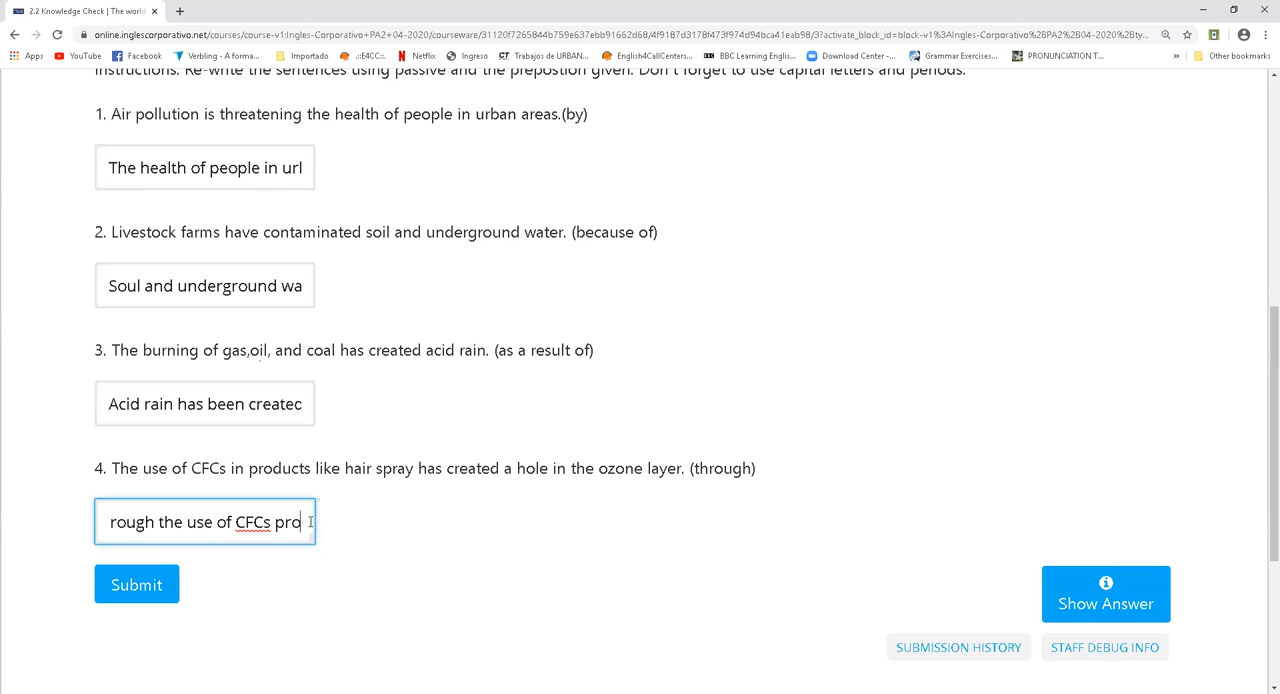 2.2 Knowledge Check | The world
online.inglescorporativo.net/courses/course-v1:Ingles-Corporativo+PA2+04-2020/courseware/31120f7265844b759e637ebb91662d68/4f9187d3178f473f974d94bca41eab98/3?activate_block_id=block-v1%3AIngles-Corporativo%2BPA2%2B04-2020%2Bty...
Apps YouTube Facebook Verbling - A forma... Importado .::E4CC::. Netflix Ingreso Trabajos de URBAN... English4CallCenters... BBC Learning Englis... Download Center -... Grammar Exercises... PRONUNCIATION T... » Other bookmarks
Instructions. Re-write the sentences using passive and the prepostion given. Don't forget to use capital letters and periods.
1. Air pollution is threatening the health of people in urban areas.(by)
The health of people in url
2. Livestock farms have contaminated soil and underground water. (because of)
Soul and underground wa
3. The burning of gas,oil, and coal has created acid rain. (as a result of)
Acid rain has been created
4. The use of CFCs in products like hair spray has created a hole in the ozone layer. (through)
rough the use of CFCs pro
Submit
Show Answer
SUBMISSION HISTORY STAFF DEBUG INFO